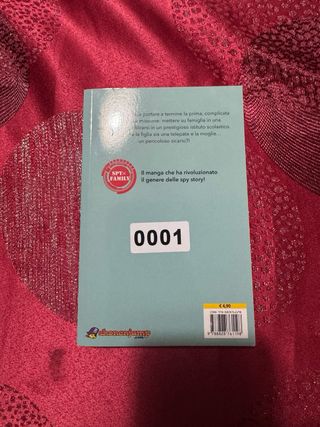 portare a termine la prima, complicata
missione: mettere su famiglia in una
in un prestigioso istituto scolastico.
figlia sia una telepate e la moglie...
un pericoloso sicario?!
SPY×
FAMILY
Il manga che ha rivoluzionato
il genere delle spy story!
0001
€ 4,90
shonenjump
.com